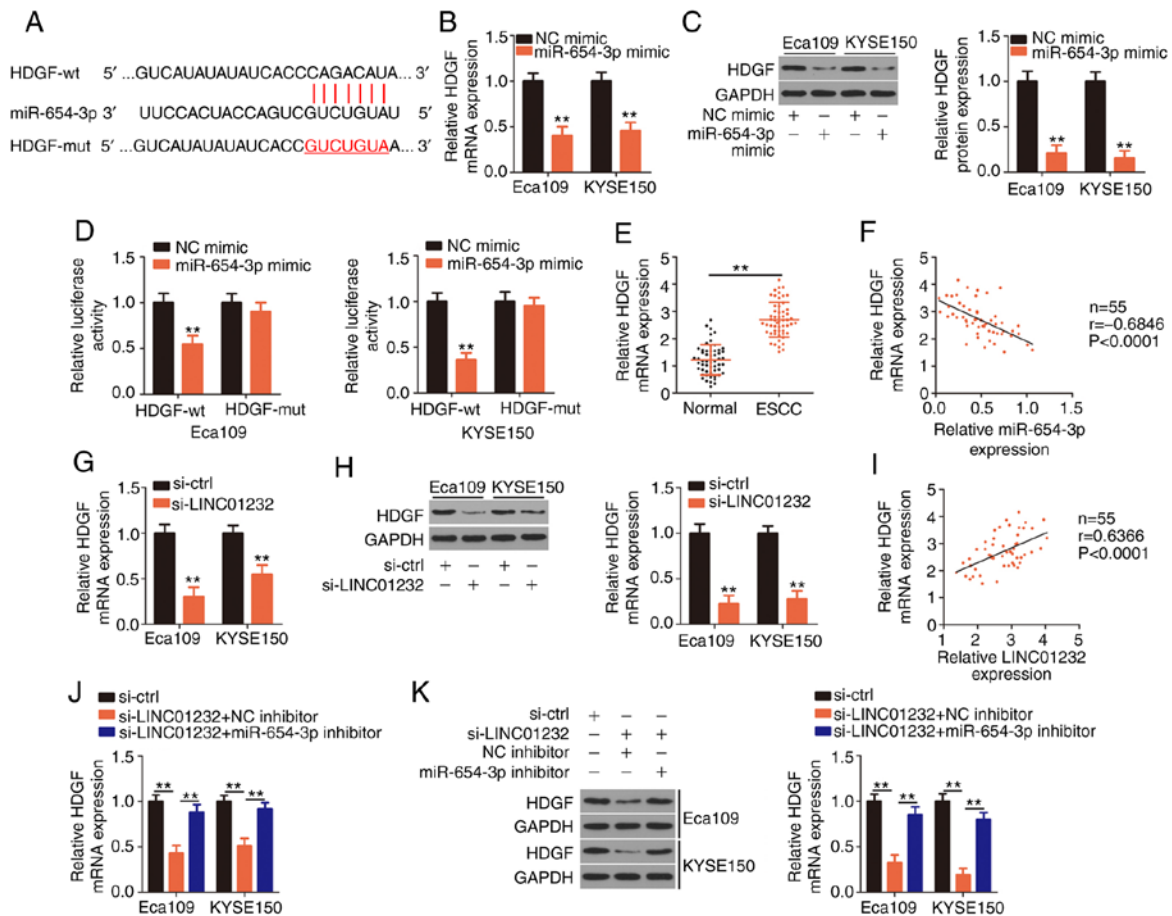 A
HDGF-wt 5′ ...GUCAUAUAUAUCACCCAGACAUA... 3′
miR-654-3p 3′ UUCCACUACCAGUCGUCUGUAU 5′
HDGF-mut 5′ ...GUCAUAUAUAUCACCGUCUGUAA... 3′
B
NC mimic
miR-654-3p mimic
Relative HDGF
mRNA expression
1.5
1.0
0.5
0.0
** **
Eca109 KYSE150
C
Eca109 KYSE150
HDGF
GAPDH
NC mimic + − + −
miR-654-3p − + − +
mimic
NC mimic
miR-654-3p mimic
Relative HDGF
protein expression
1.5
1.0
0.5
0.0
** **
Eca109 KYSE150
D
NC mimic
miR-654-3p mimic
Relative luciferase
activity
1.5
1.0
0.5
0.0
**
HDGF-wt HDGF-mut
Eca109
NC mimic
miR-654-3p mimic
Relative luciferase
activity
1.5
1.0
0.5
0.0
**
HDGF-wt HDGF-mut
KYSE150
E
Relative HDGF
mRNA expression
5
4
3
2
1
0
**
Normal ESCC
F
Relative HDGF
mRNA expression
5
4
3
2
1
0
0.0 0.5 1.0 1.5
Relative miR-654-3p
expression
n=55
r=−0.6846
P<0.0001
G
si-ctrl
si-LINC01232
Relative HDGF
mRNA expression
1.5
1.0
0.5
0.0
** **
Eca109 KYSE150
H
Eca109 KYSE150
HDGF
GAPDH
si-ctrl + − + −
si-LINC01232 − + − +
si-ctrl
si-LINC01232
Relative HDGF
mRNA expression
1.5
1.0
0.5
0.0
** **
Eca109 KYSE150
I
Relative HDGF
mRNA expression
5
4
3
2
1
0
1 2 3 4 5
Relative LINC01232
expression
n=55
r=0.6366
P<0.0001
J
si-ctrl
si-LINC01232+NC inhibitor
si-LINC01232+miR-654-3p inhibitor
Relative HDGF
mRNA expression
1.5
1.0
0.5
0.0
** ** ** **
Eca109 KYSE150
K
si-ctrl + − −
si-LINC01232 − + +
NC inhibitor − + −
miR-654-3p inhibitor − − +
HDGF
GAPDH
Eca109
HDGF
GAPDH
KYSE150
si-ctrl
si-LINC01232+NC inhibitor
si-LINC01232+miR-654-3p inhibitor
Relative HDGF
mRNA expression
1.5
1.0
0.5
0.0
** ** ** **
Eca109 KYSE150